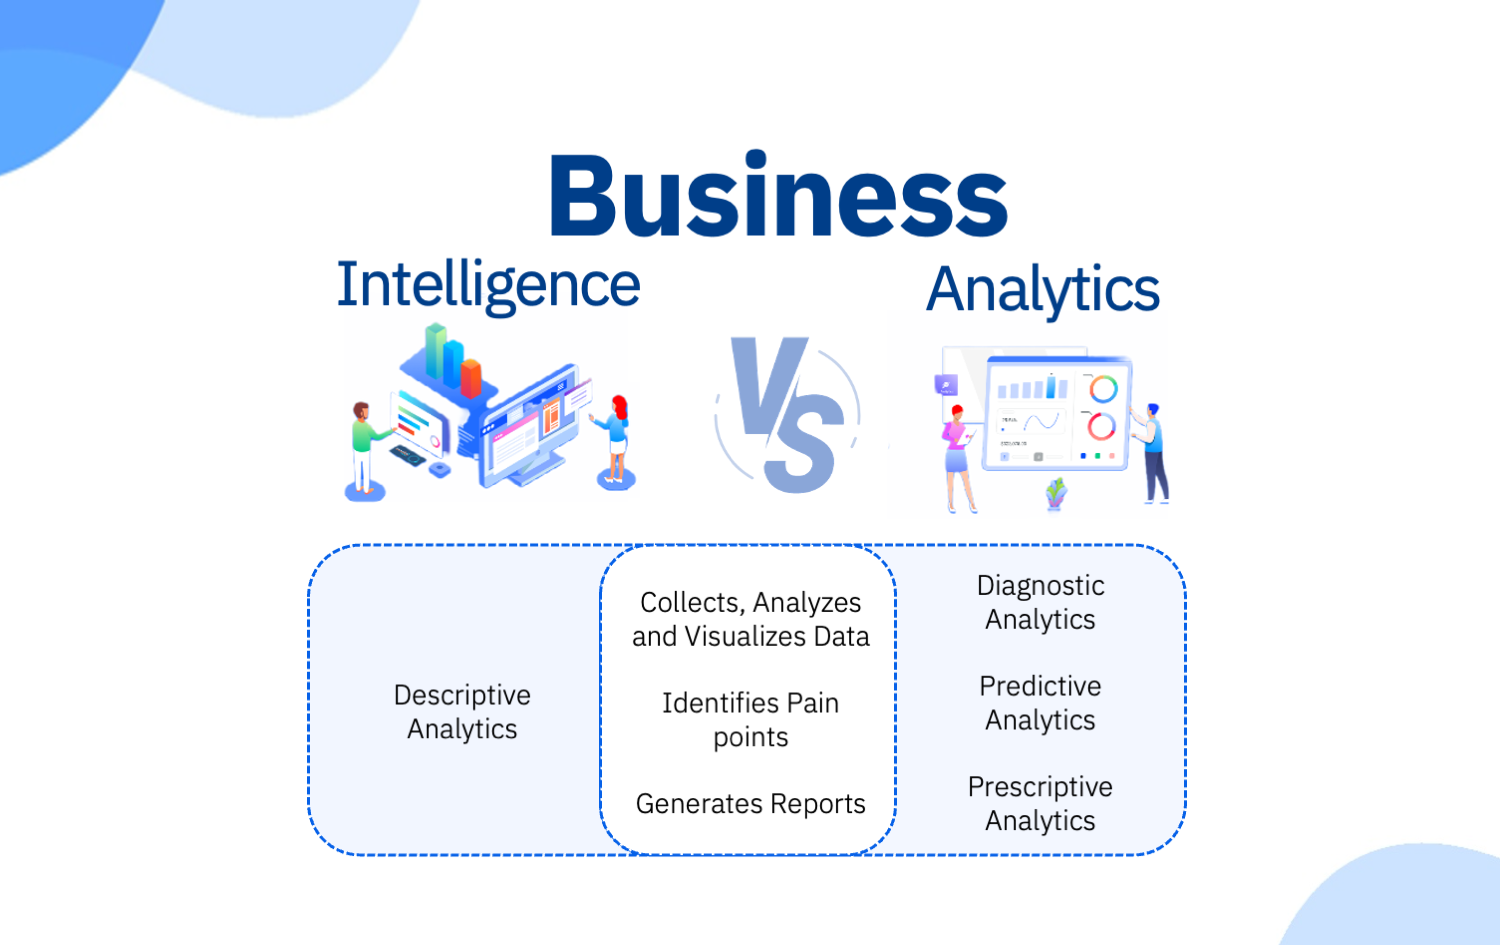 Business
Intelligence
Analytics
VS
Descriptive
Analytics
Collects, Analyzes
and Visualizes Data
Identifies Pain
points
Generates Reports
Diagnostic
Analytics
Predictive
Analytics
Prescriptive
Analytics